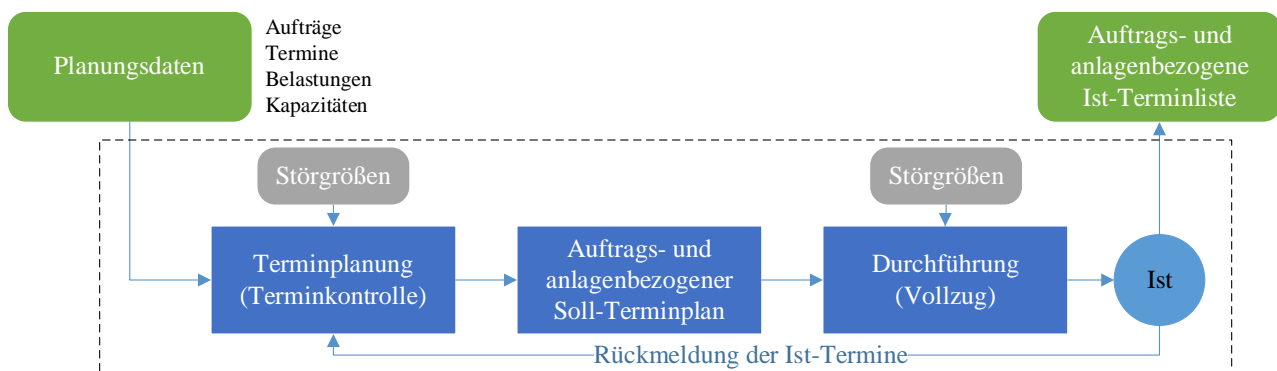 Planungsdaten
Aufträge
Termine
Belastungen
Kapazitäten
Auftrags- und
anlagenbezogene
Ist-Terminliste
Störgrößen
Störgrößen
Terminplanung
(Terminkontrolle)
Auftrags- und
anlagenbezogener
Soll-Terminplan
Durchführung
(Vollzug)
Ist
Rückmeldung der Ist-Termine